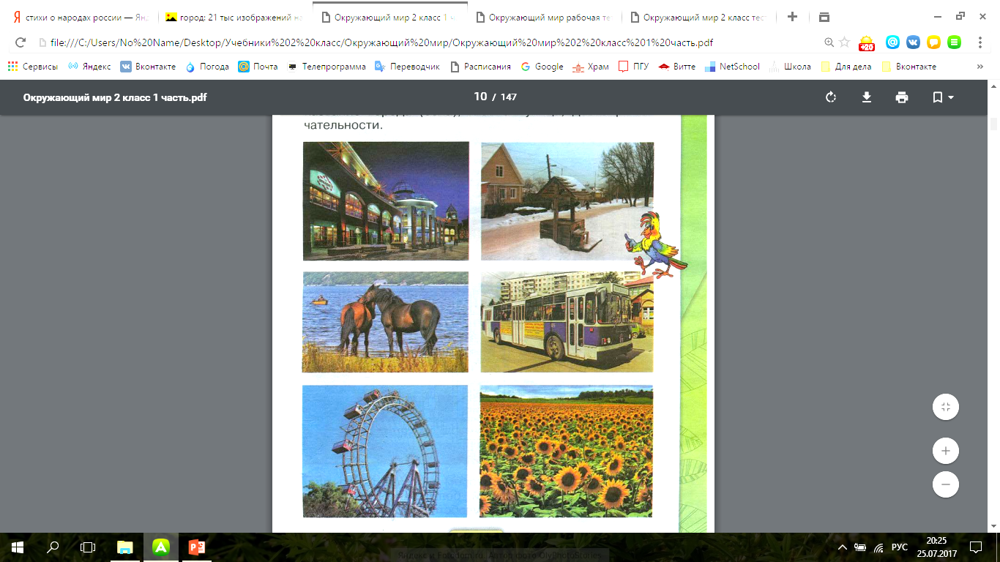 стихи о народах россии — Янд
город: 21 тыс изображений на
Окружающий мир 2 класс 1 ч
Окружающий мир рабочая те
Окружающий мир 2 класс тес
file:///C:/Users/No%20Name/Desktop/Учебники%202%20класс/Окружающий%20мир/Окружающий%20мир%202%20класс%201%20часть.pdf
+20
Сервисы Яндекс Вконтакте Погода Почта Телепрограмма Переводчик Расписания Google Храм ПГУ Витте NetSchool Школа Для дела Вконтакте »
Окружающий мир 2 класс 1 часть.pdf
10 / 147
чательности.
РУС
20:25
25.07.2017